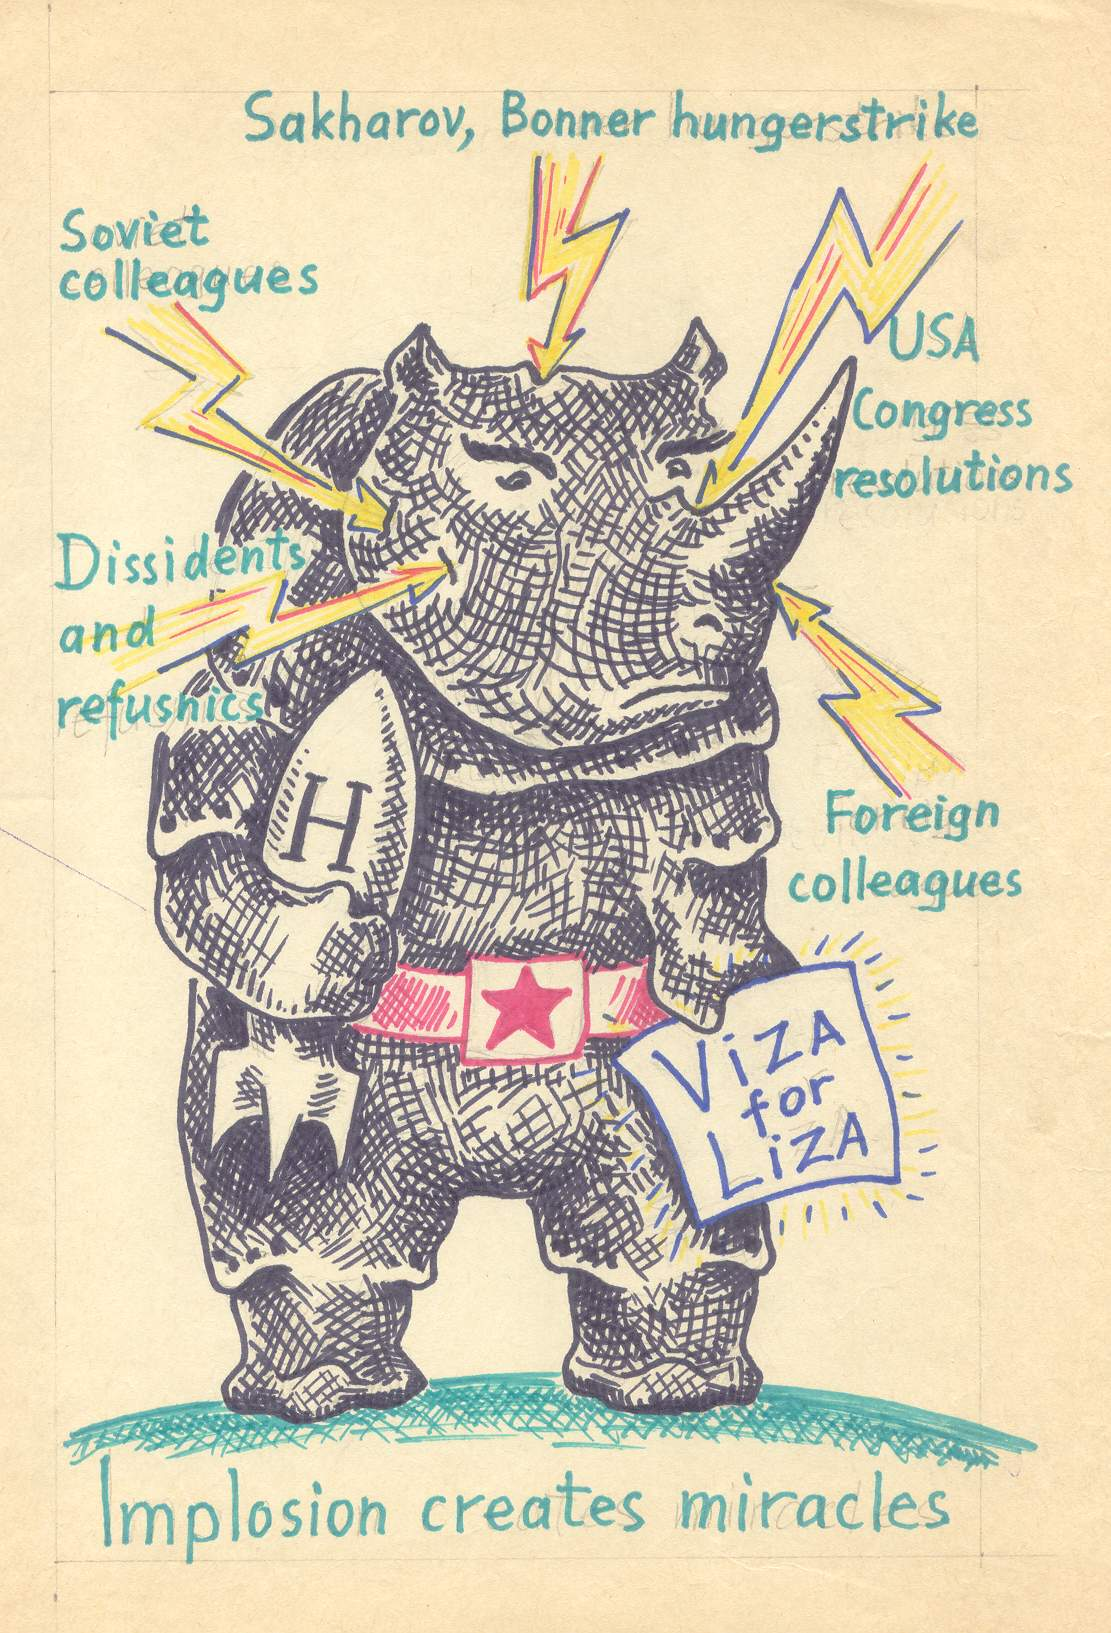 Sakharov, Bonner hungerstrike
Soviet
colleagues
USA
Congress
resolutions
Dissidents
and
refusnics
H
Foreign
colleagues
ViZA
for
LiZA
Implosion creates miracles